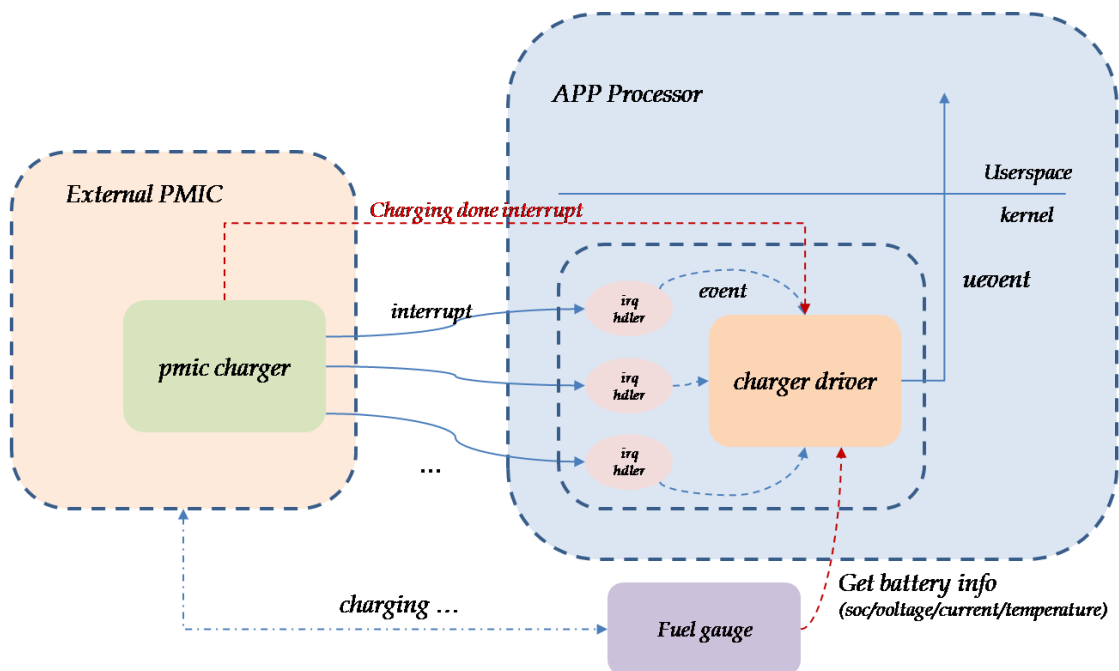 APP Processor
External PMIC
Userspace
kernel
Charging done interrupt
uevent
interrupt
event
irq
hdler
pmic charger
irq
hdler
charger driver
irq
hdler
...
Get battery info
(soc/voltage/current/temperature)
charging ...
Fuel gauge